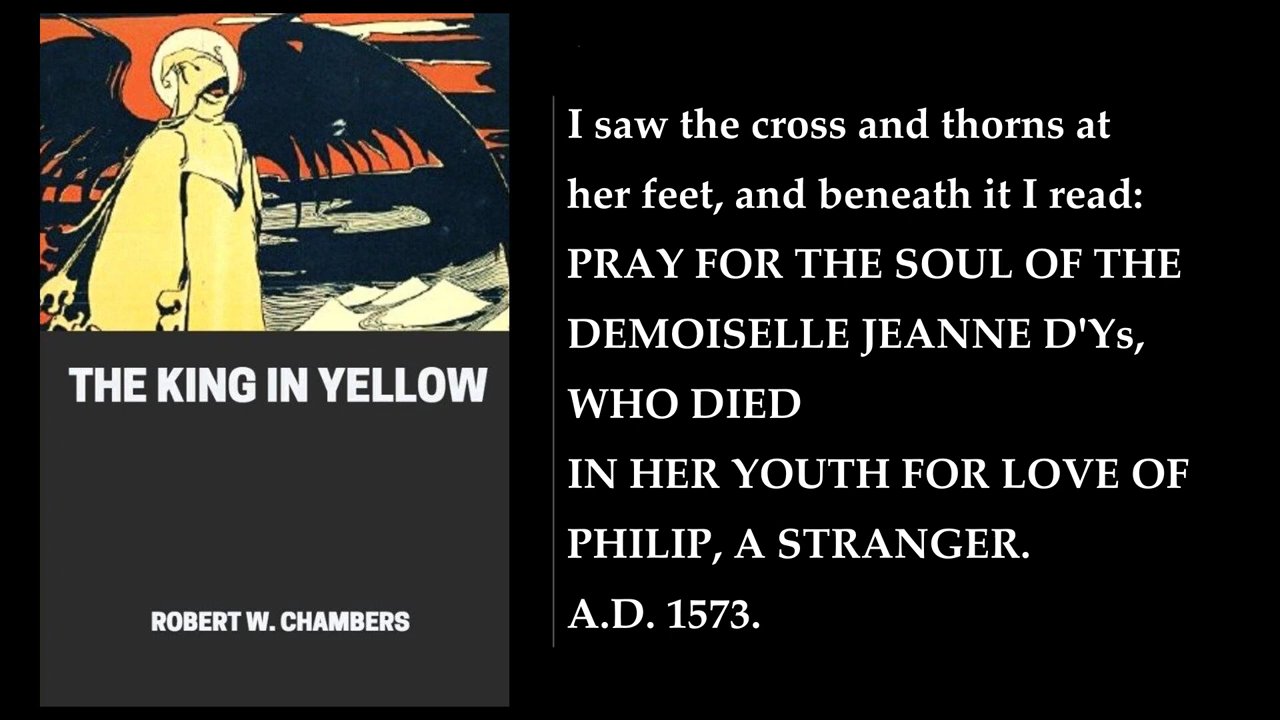 THE KING IN YELLOW
ROBERT W. CHAMBERS
I saw the cross and thorns at
her feet, and beneath it I read:
PRAY FOR THE SOUL OF THE
DEMOISELLE JEANNE D'Ys,
WHO DIED
IN HER YOUTH FOR LOVE OF
PHILIP, A STRANGER.
A.D. 1573.